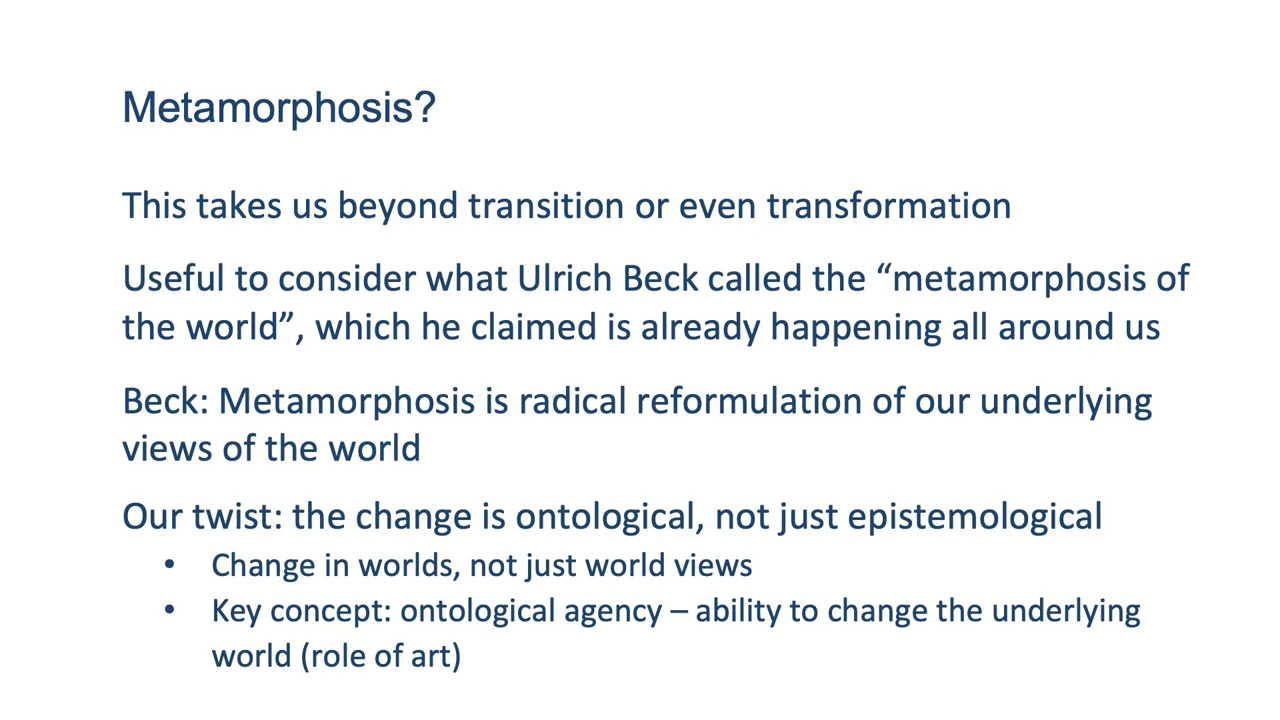 Metamorphosis?
This takes us beyond transition or even transformation
Useful to consider what Ulrich Beck called the “metamorphosis of
the world”, which he claimed is already happening all around us
Beck: Metamorphosis is radical reformulation of our underlying
views of the world
Our twist: the change is ontological, not just epistemological
• Change in worlds, not just world views
• Key concept: ontological agency – ability to change the underlying
world (role of art)